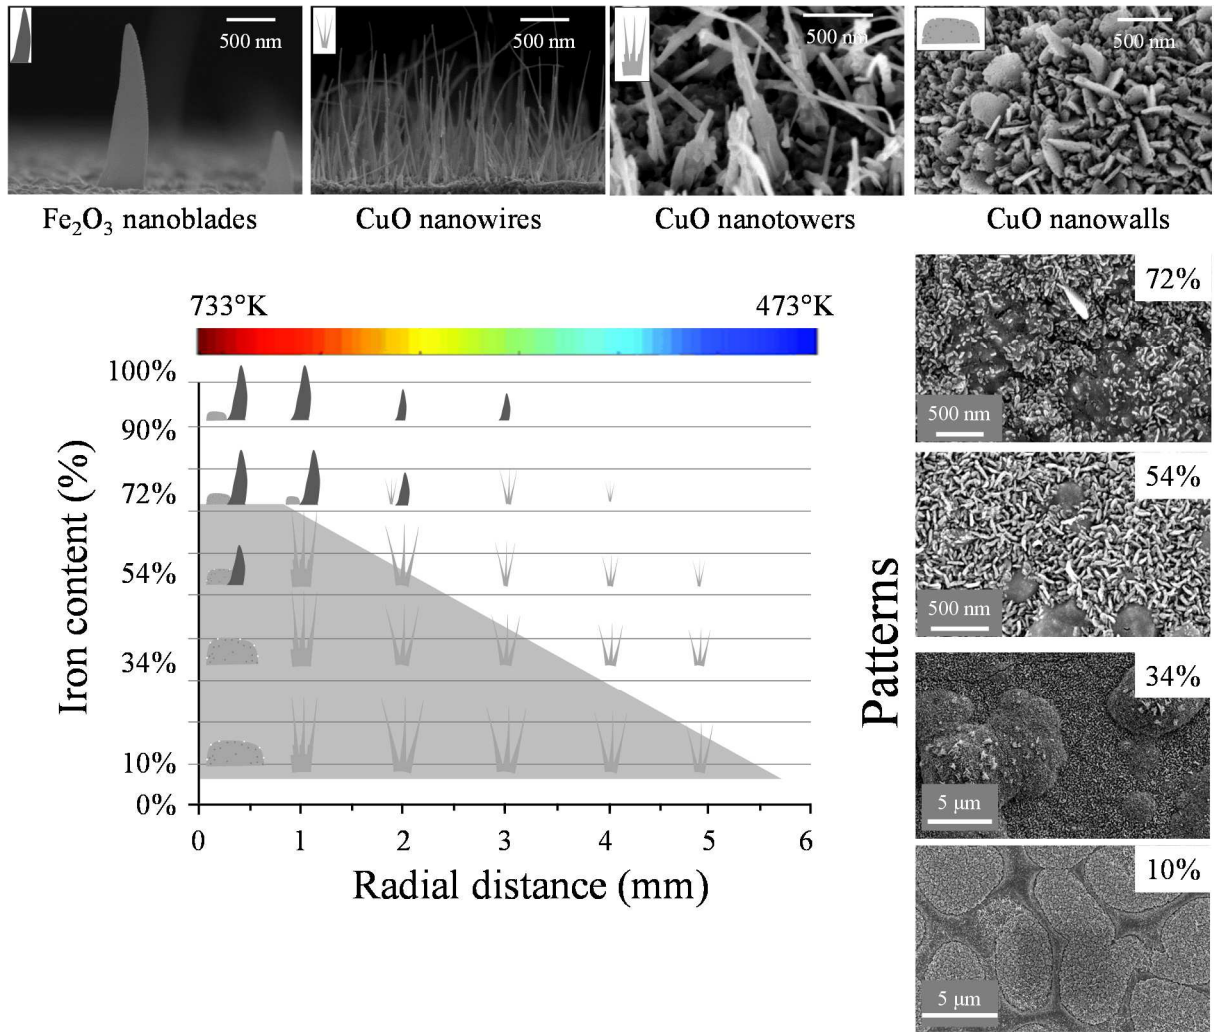 500 nm
500 nm
500 nm
500 nm
Fe₂O₃ nanoblades
CuO nanowires
CuO nanotowers
CuO nanowalls
733°K
473°K
100%
90%
72%
54%
34%
10%
0%
Iron content (%)
0 1 2 3 4 5 6
Radial distance (mm)
Patterns
72%
500 nm
54%
500 nm
34%
5 µm
10%
5 µm